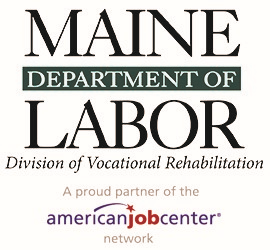 MAINE
DEPARTMENT OF
LABOR
Division of Vocational Rehabilitation
A proud partner of the
americanjobcenter®
network